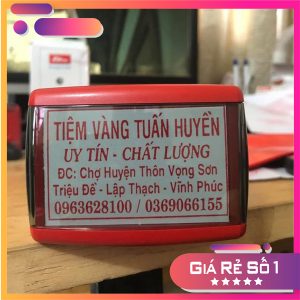 TIỆM VÀNG TUẤN HUYỀN
UY TÍN - CHẤT LƯỢNG
ĐC: Chợ Huyện Thôn Vọng Sơn
Triệu Đề - Lập Thạch - Vĩnh Phúc
0963628100 / 0369066155
GIÁ RẺ SỐ 1